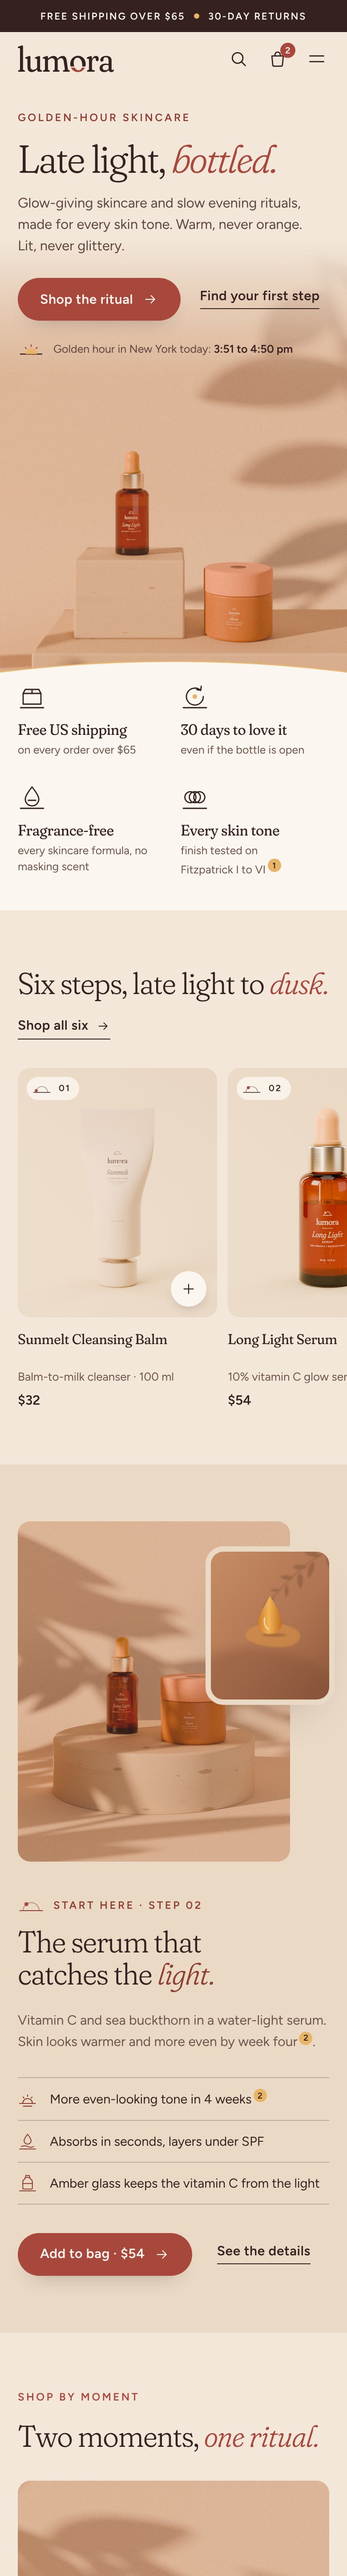 FREE SHIPPING OVER $65 • 30-DAY RETURNS
lumora
2
GOLDEN-HOUR SKINCARE
Late light, bottled.
Glow-giving skincare and slow evening rituals,
made for every skin tone. Warm, never orange.
Lit, never glittery.
Shop the ritual →
Find your first step
Golden hour in New York today: 3:51 to 4:50 pm
lumora
Long Light
Free US shipping
on every order over $65
30 days to love it
even if the bottle is open
Fragrance-free
every skincare formula, no
masking scent
Every skin tone
finish tested on
Fitzpatrick I to VI 1
Six steps, late light to dusk.
Shop all six →
01
lumora
Sunmelt
02
lumora
Long Light
Sunmelt Cleansing Balm
Balm-to-milk cleanser · 100 ml
$32
Long Light Serum
10% vitamin C glow ser
$54
START HERE · STEP 02
The serum that
catches the light.
Vitamin C and sea buckthorn in a water-light serum.
Skin looks warmer and more even by week four 2.
More even-looking tone in 4 weeks 2
Absorbs in seconds, layers under SPF
Amber glass keeps the vitamin C from the light
Add to bag · $54 →
See the details
SHOP BY MOMENT
Two moments, one ritual.